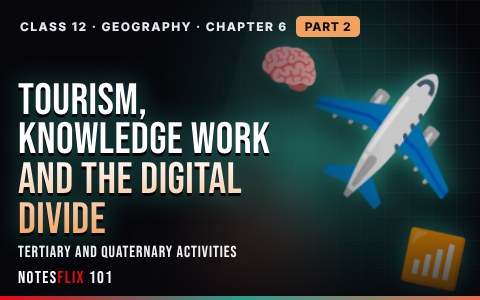 CLASS 12 · GEOGRAPHY · CHAPTER 6 PART 2
TOURISM,
KNOWLEDGE WORK
AND THE DIGITAL
DIVIDE
TERTIARY AND QUATERNARY ACTIVITIES
NOTESFLIX 101